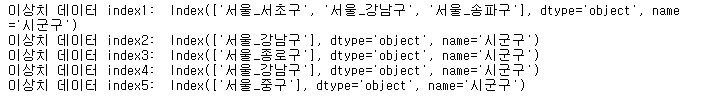 이상치 데이터 index1:  Index(['서울_서초구', '서울_강남구', '서울_송파구'], dtype='object', name
='시군구')
이상치 데이터 index2:  Index(['서울_강남구'], dtype='object', name='시군구')
이상치 데이터 index3:  Index(['서울_종로구'], dtype='object', name='시군구')
이상치 데이터 index4:  Index(['서울_강남구'], dtype='object', name='시군구')
이상치 데이터 index5:  Index(['서울_중구'], dtype='object', name='시군구')